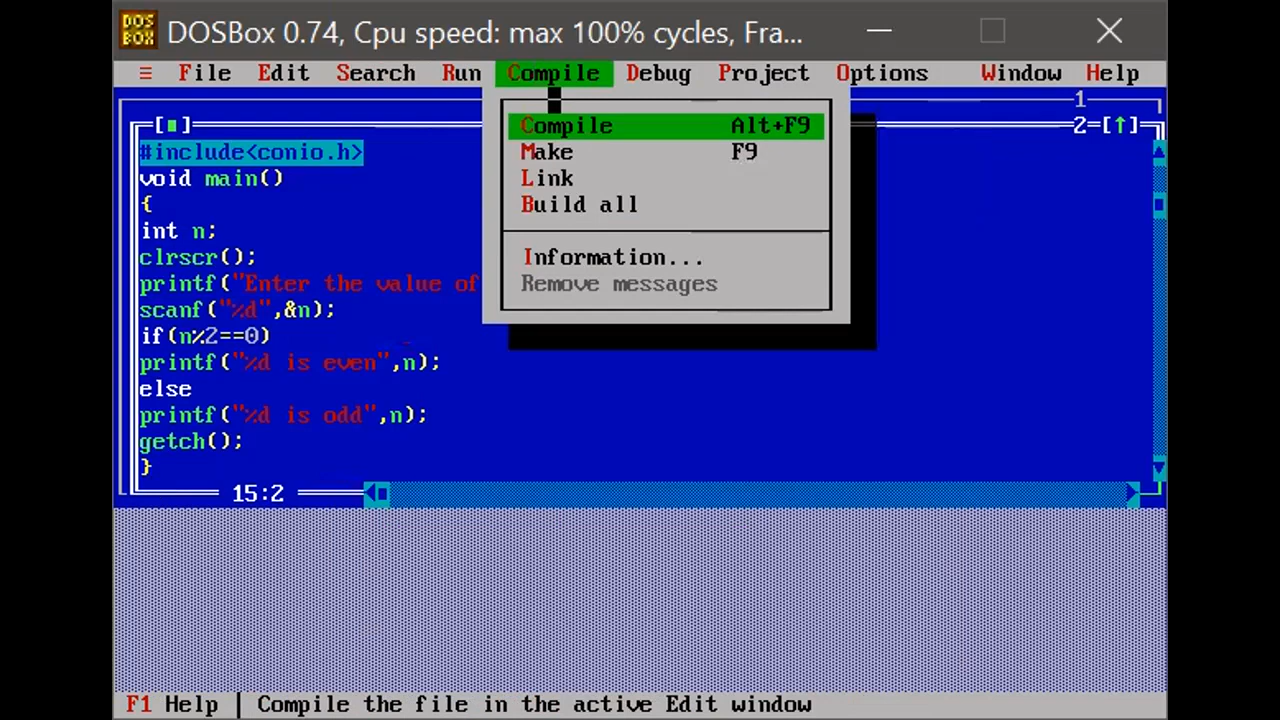 DOS BOX DOSBox 0.74, Cpu speed: max 100% cycles, Fra...
≡ File Edit Search Run Compile Debug Project Options Window Help
1
2=[↑]
Compile Alt+F9
Make F9
Link
Build all
Information...
Remove messages
#include<conio.h>
void main()
{
int n;
clrscr();
printf("Enter the value of
scanf("%d",&n);
if(n%2==0)
printf("%d is even",n);
else
printf("%d is odd",n);
getch();
}
15:2
F1 Help | Compile the file in the active Edit window